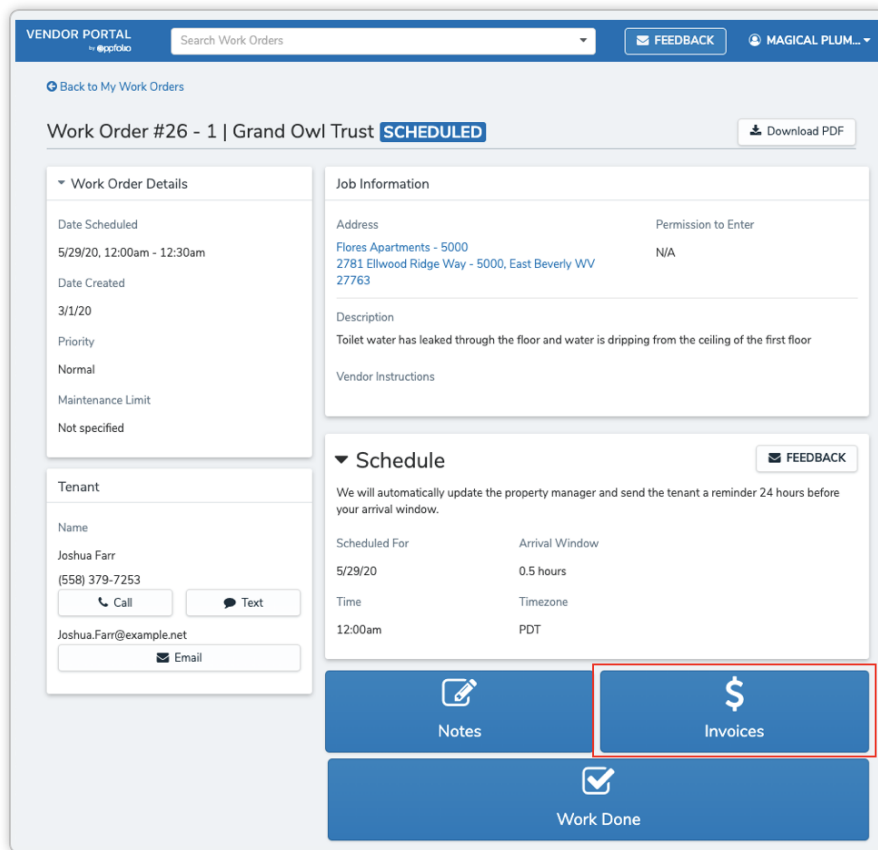 VENDOR PORTAL
by appfolio
Search Work Orders
FEEDBACK
MAGICAL PLUM...
Back to My Work Orders
Work Order #26 - 1 | Grand Owl Trust SCHEDULED
Download PDF
Work Order Details
Date Scheduled
5/29/20, 12:00am - 12:30am
Date Created
3/1/20
Priority
Normal
Maintenance Limit
Not specified
Tenant
Name
Joshua Farr
(558) 379-7253
Call
Text
Joshua.Farr@example.net
Email
Job Information
Address
Permission to Enter
Flores Apartments - 5000
N/A
2781 Ellwood Ridge Way - 5000, East Beverly WV
27763
Description
Toilet water has leaked through the floor and water is dripping from the ceiling of the first floor
Vendor Instructions
Schedule
FEEDBACK
We will automatically update the property manager and send the tenant a reminder 24 hours before
your arrival window.
Scheduled For
Arrival Window
5/29/20
0.5 hours
Time
Timezone
12:00am
PDT
Notes
$
Invoices
Work Done